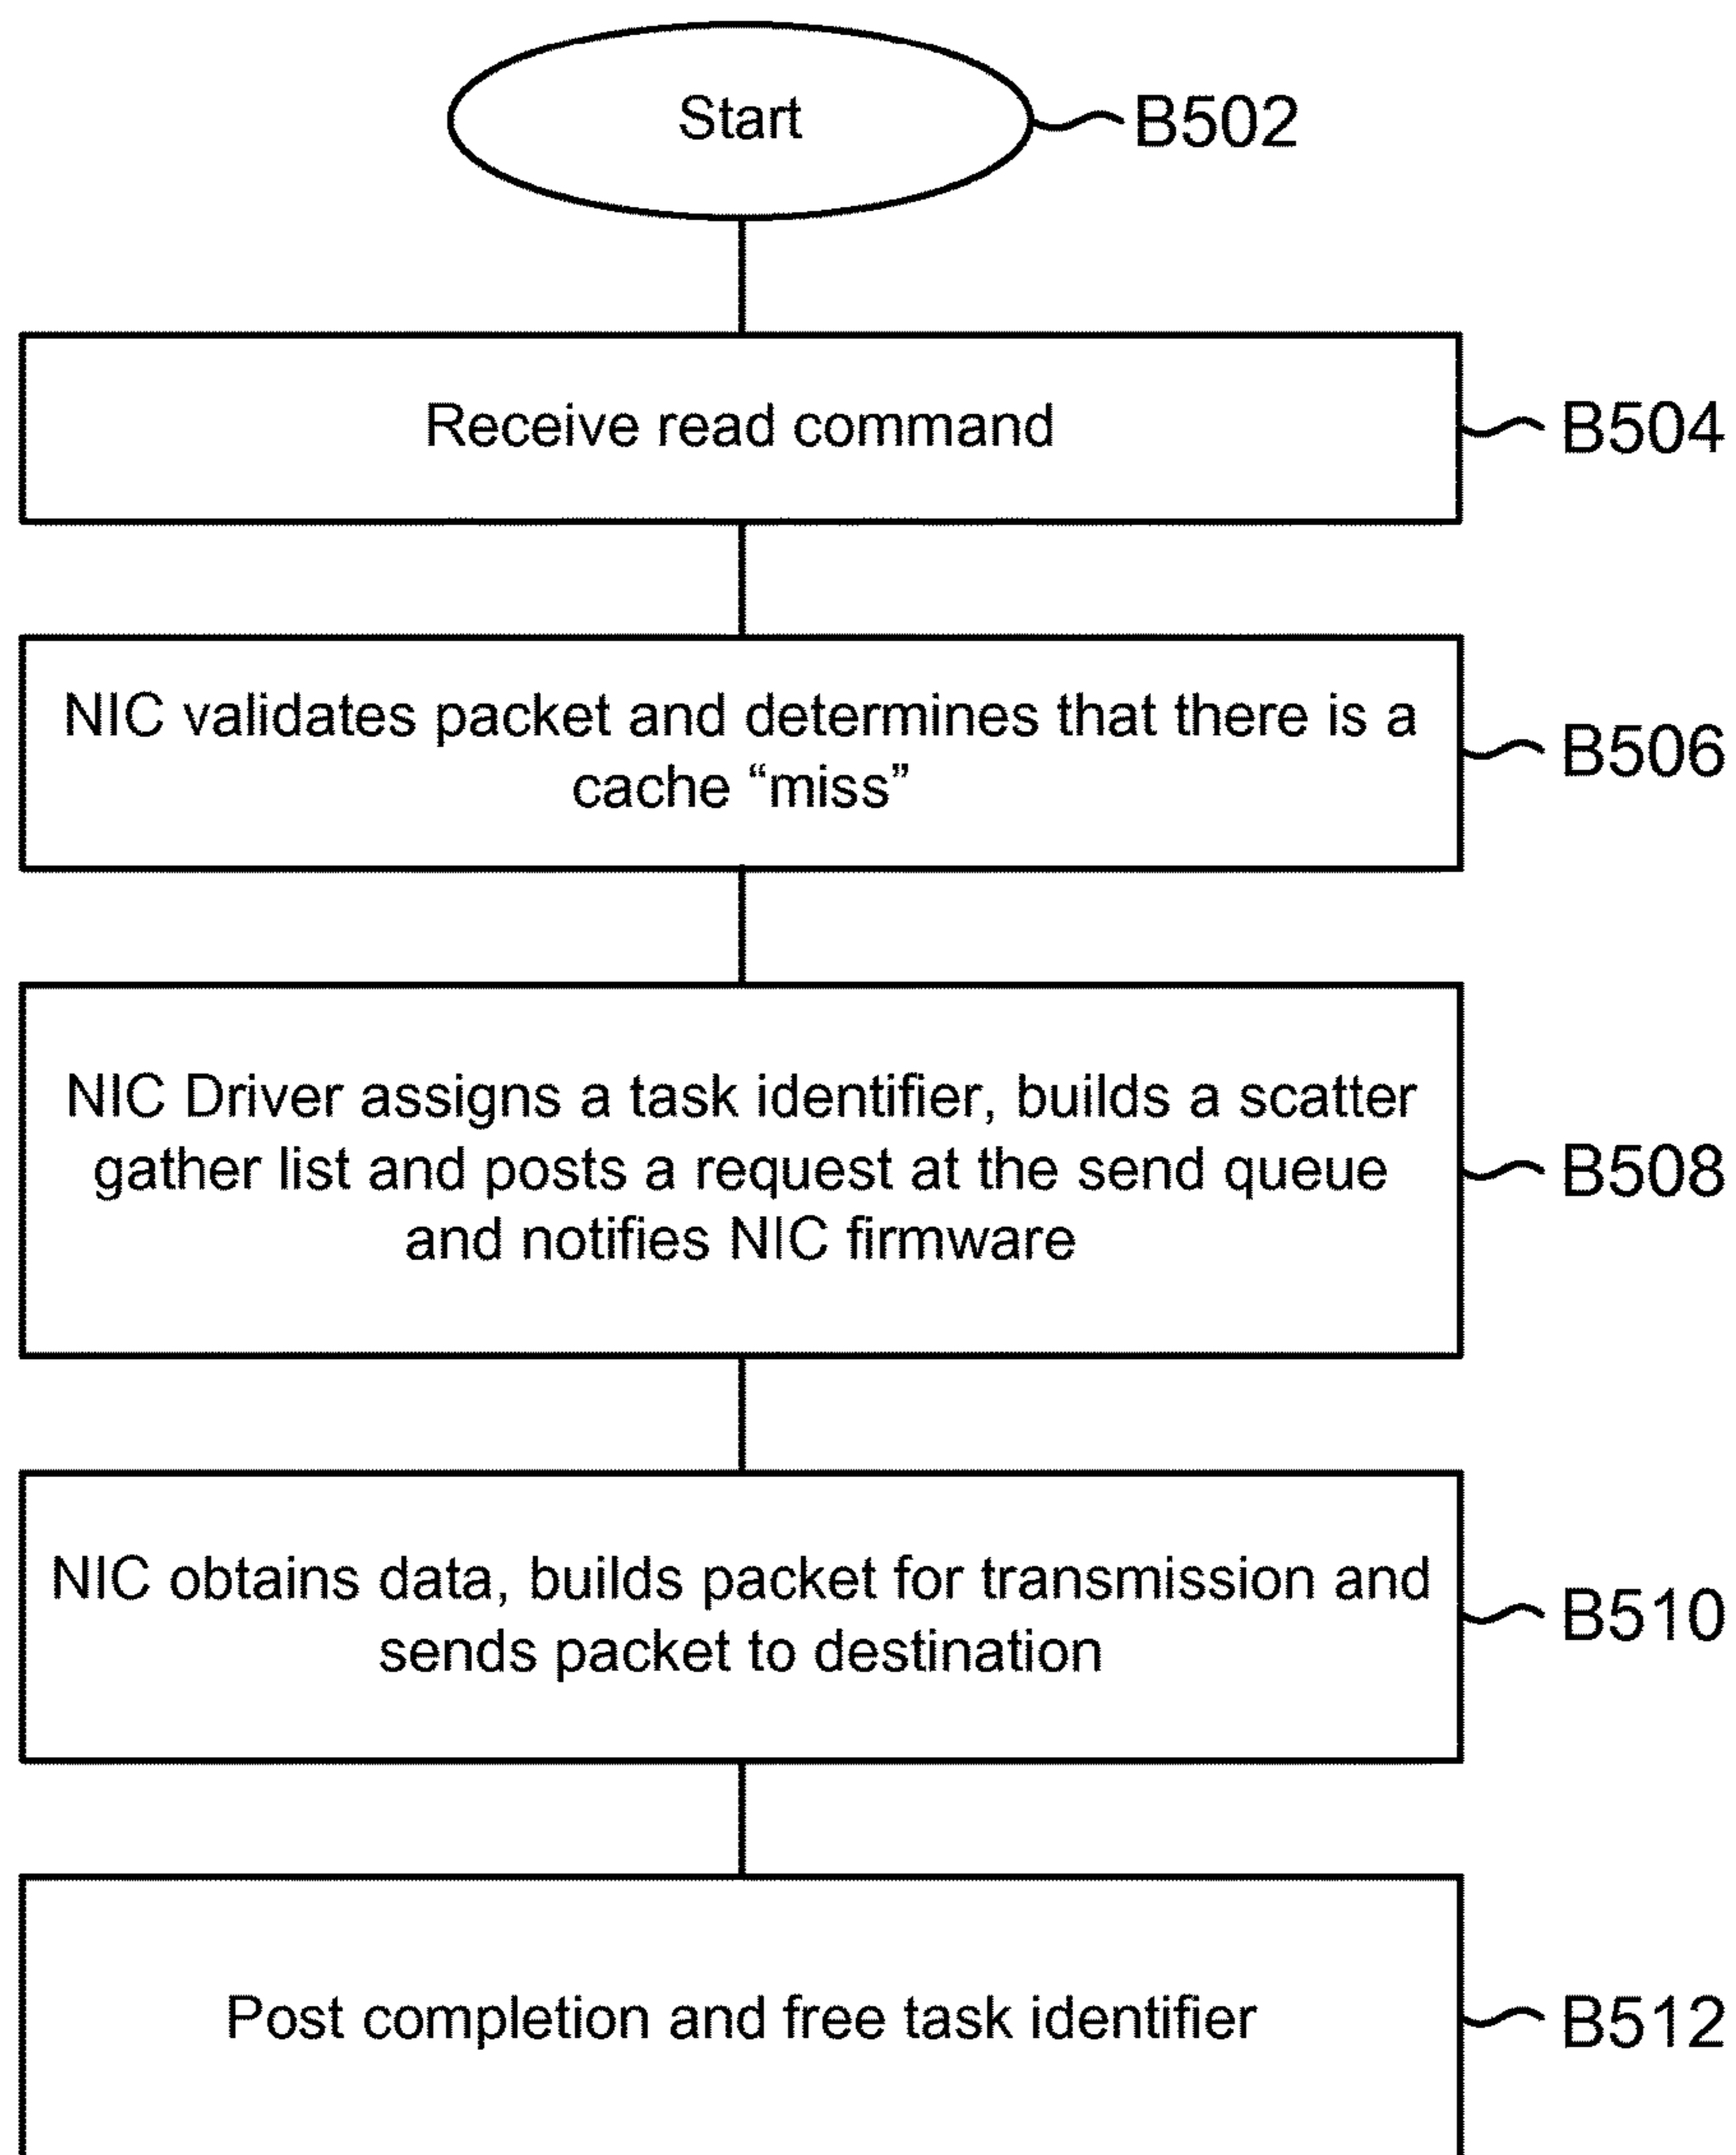 Start
B502
Receive read command
B504
NIC validates packet and determines that there is a
cache “miss”
B506
NIC Driver assigns a task identifier, builds a scatter
gather list and posts a request at the send queue
and notifies NIC firmware
B508
NIC obtains data, builds packet for transmission and
sends packet to destination
B510
Post completion and free task identifier
B512